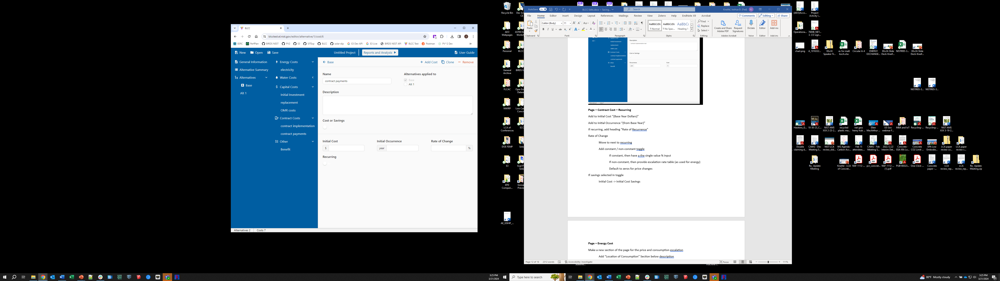 BLCC
blcctest.el.nist.gov/editor/alternative/1/cost/6
EERC
PerfPlan
BIRDS NEST
PV2
E3
SITExp
BLCC
solar-dip
E3 Dev API
E3 Live
BIRDS NEST API
BLCC Test
Postman
PV^2 Dev
New
Open
Save
Untitled Project
Reports and Analysis
User Guide
General Information
Alternative Summary
Alternatives
Base
Alt 1
Energy Costs
electricity
Water Costs
Capital Costs
Initial Investment
replacement
OMR costs
Contract Costs
contract implementation
contract payments
Other
Benefit
Base
Add Cost
Clone
Remove
Name
contract payments
Alternatives applied to
Base
Alt 1
Description
Cost or Savings
Initial Cost
$
Initial Occurrence
year
Rate of Change
%
Recurring
Alternatives 2
Costs 7
Recycle Bin
AEO Webpages
Personal
General Archive
FLCAC
NWIRP
LCA of Conferences
DOE FEMP
E3
EPD Compari...
AE_GSIHP_...
AutoSave
On
BLCC Edits.docx • Saving...
Search
Kneifel, Joshua D. (Fed)
File
Home
Editor
Insert
Design
Layout
References
Mailings
Review
View
Zotero
Help
EndNote X9
Acrobat
Comments
Editing
Share
Paste
Clipboard
Calibri (Body)
11
Font
Paragraph
AaBbCcDc
¶ Normal
AaBbCcDc
¶ No Spac...
AaBbCc
Heading 1
Styles
Find
Replace
Select
Editing
Create and Share Adobe PDF
Request Signatures
Adobe Acrobat
Dictate
Voice
Editor
Editor
Add-ins
Add-ins
Page – Contract Cost – Recurring
Add to Initial Cost “(Base Year Dollars)”
Add to Initial Occurrence “(from Base Year)”
If recurring, add heading “Rate of Recurrence”
Rate of Change
Move to next to recurring
Add constant / non-constant toggle
If constant, then have a the single value % input
If non-constant, then provide escalation rate table (as used for energy)
Default to zeros for price changes
If savings selected in toggle
Initial Cost -> Initial Cost Savings
Page – Energy Cost
Make a new section of the page for the price and consumption escalation
Add “Location of Consumption” Section below description
Page 12 of 16
2312 words
Accessibility: Investigate
Focus
111%
(AEO)Acco...
Project Activity I...
Operationa...
7600B_NET... 3. CO sign...
chart.png
A_1016332...
EEx24 Speaker Tr...
ex for matt koch.xlsx
Circular A-4
ENERGY EXCHANGE...
EEx24-Slide Deck-Kneif...
NISTIR85-3...
EEx24-Slide Deck-Kneif...
NISTIR85-3...
NISTIR85-3...
Hawkins_G...
10-30-23_C...
NIST AMS XXX 2-23-2...
recycled plastic ma...
nat gass henry hub ...
Ellen MacArthur ...
US Gov webinar F...
MBA and IoT
Recycling-...
Recycling-...
NIST AMS XXX 3-19-2...
Double claiming d...
CAWG - Dec Meeting S...
NIST LCA review_slid...
WG Agenda - Carbon Acc...
Feb 15 attendees....
CAWG - Feb Meeting S...
2022.12.22 Interim Det...
Concrete - GSA IRA Lo...
Concrete CO2 Limit ...
EPA Low Embodie...
LCA paper review co...
LCA paper review c...
Re_ Update Meeting
Kneifel - LCA of Concret...
NSF-1112-...
pcr_concret...
NSF-1112-... (1).pdf
PUB100323...
One-Click-...
Concrete paper -...
LCA review_rep...
LCA review_rep...
Re_ Update Meeting.zip
3:25 PM
3/21/2024
Type here to search
80°F Mostly cloudy
3:25 PM
3/21/2024